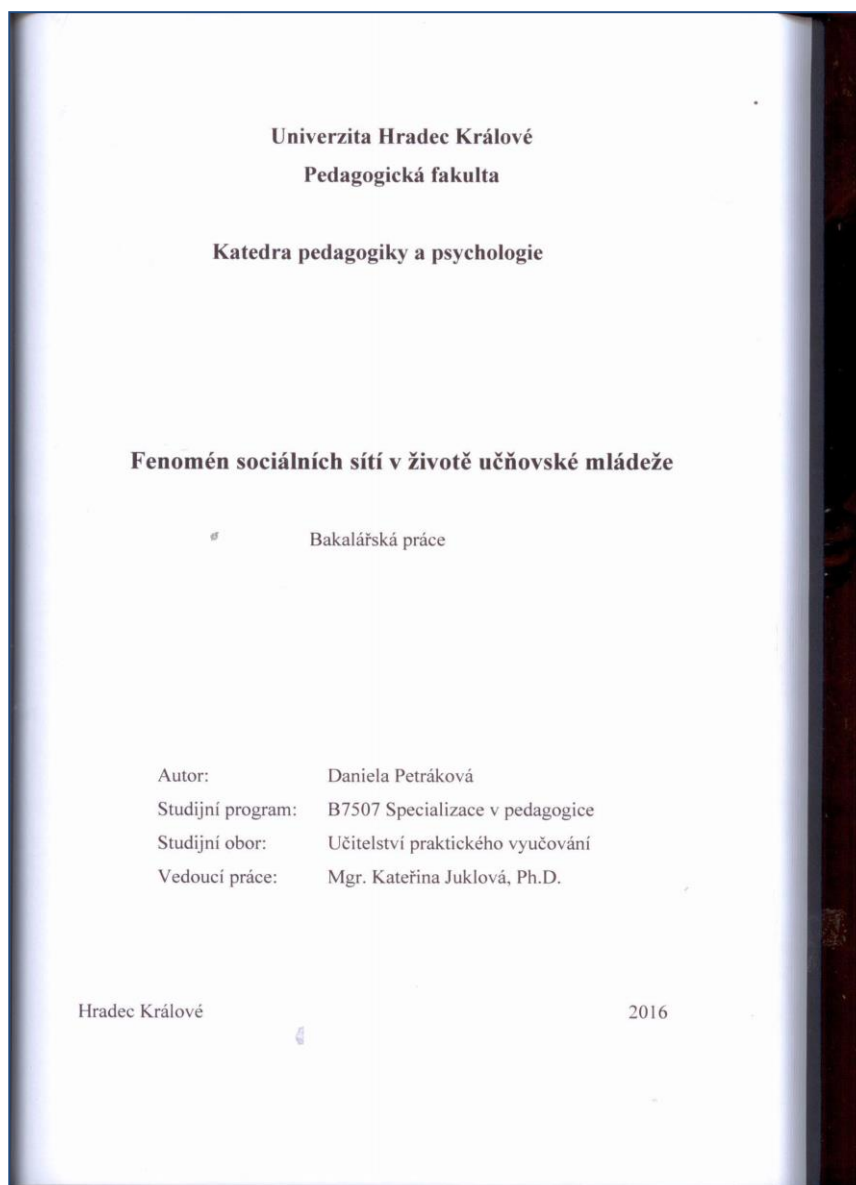 Univerzita Hradec Králové
Pedagogická fakulta
Katedra pedagogiky a psychologie
Fenomén sociálních sítí v životě učňovské mládeže
Bakalářská práce
Autor: Daniela Petráková
Studijní program: B7507 Specializace v pedagogice
Studijní obor: Učitelství praktického vyučování
Vedoucí práce: Mgr. Kateřina Juklová, Ph.D.
Hradec Králové 2016